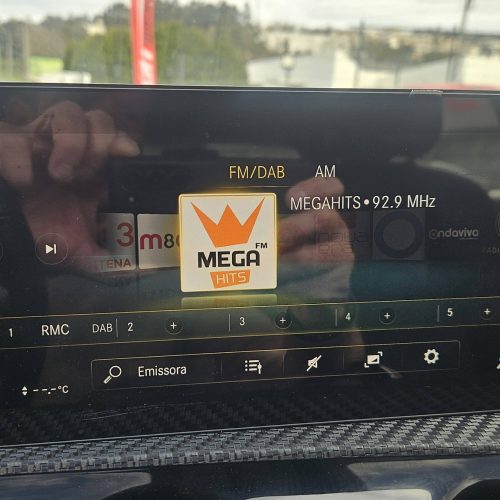 FM/DAB AM
MEGAHITS • 92.9 MHz
3
TENA
m80
MEGA FM
HITS
ondaviva
1 RMC DAB 2 + 3 + 4 + 5 +
Emissora
--.-°C